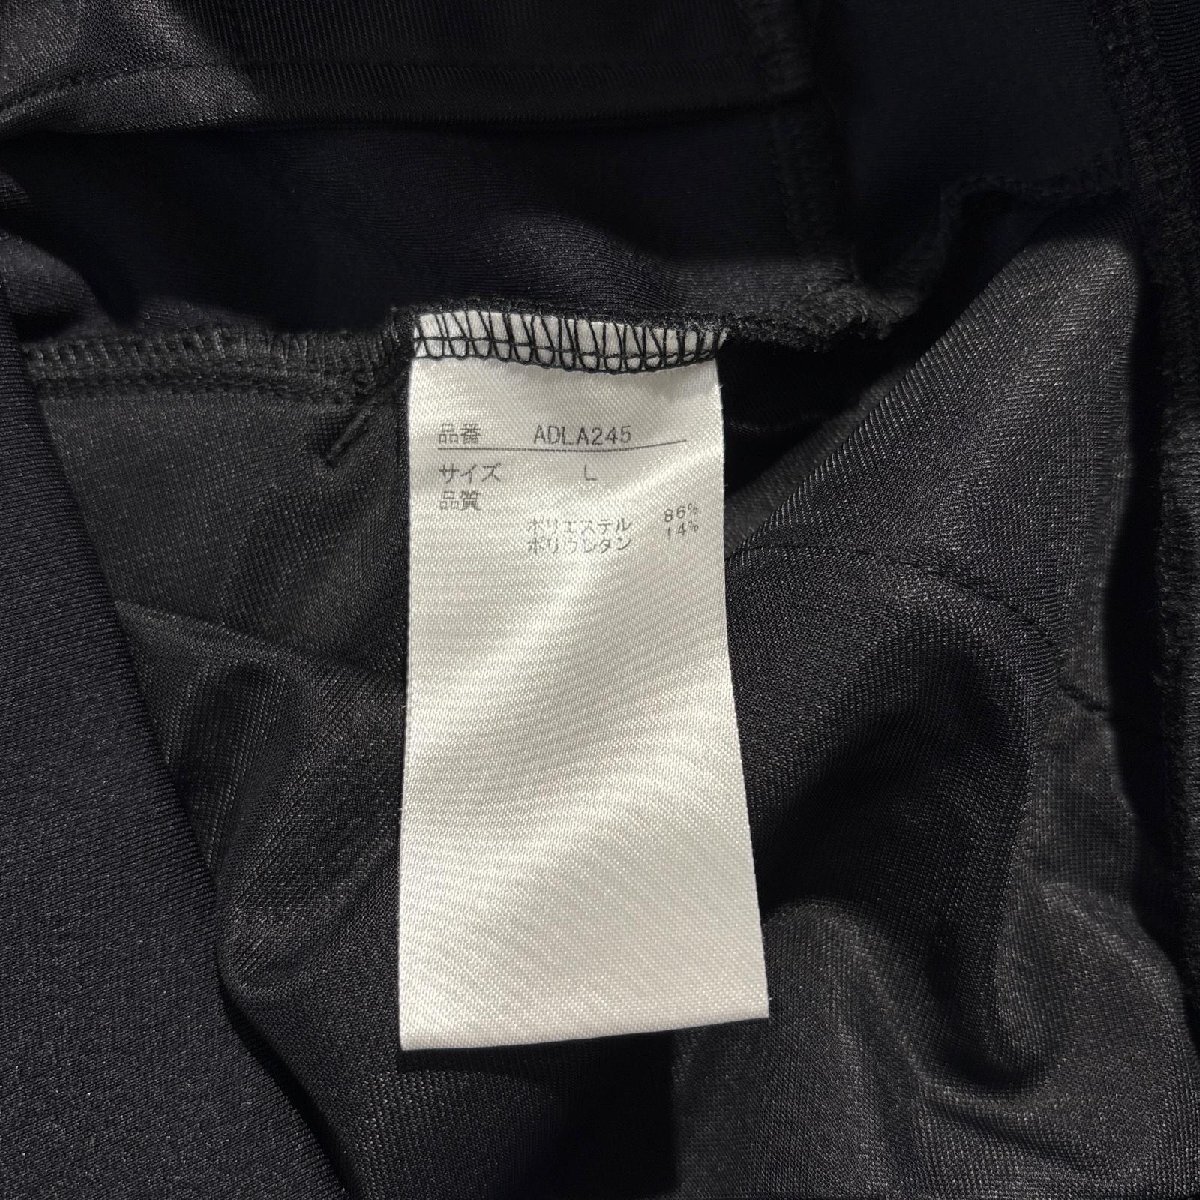 品番 ADLA245
サイズ L
品質
ポリエステル 86%
ポリウレタン 14%